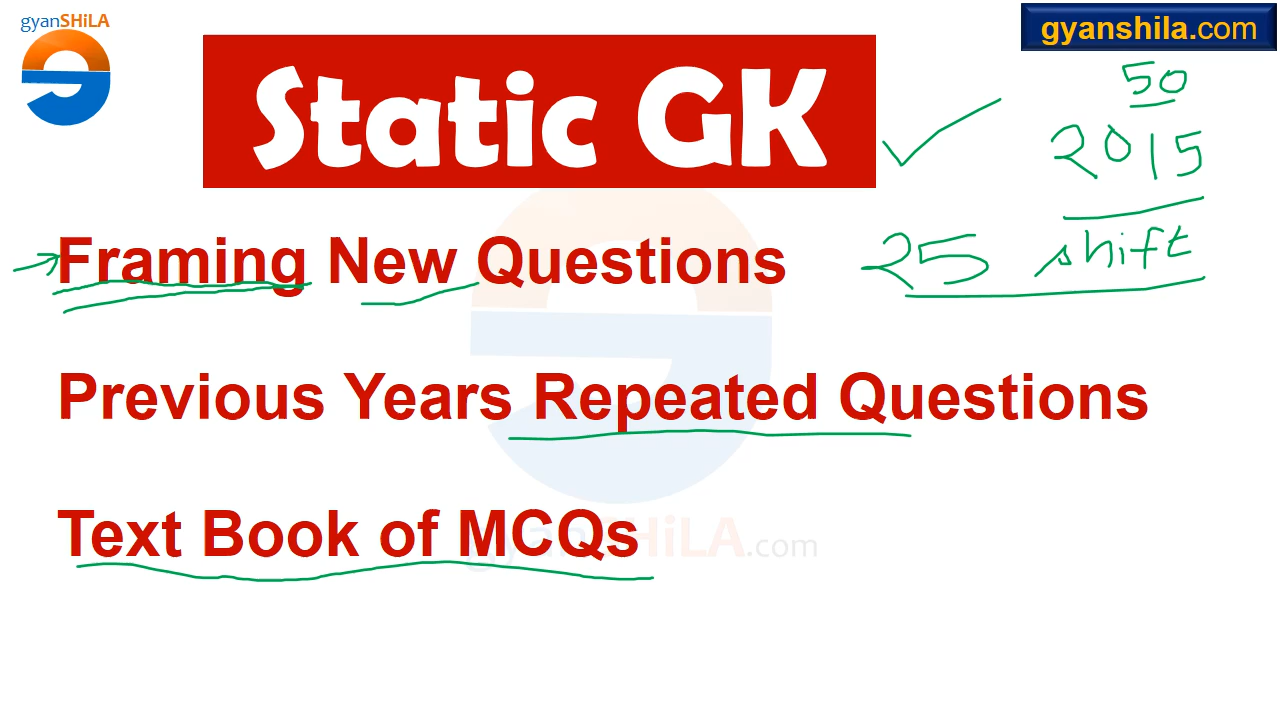 gyanSHiLA
gyanshila.com
Static GK
50
2015
Framing New Questions
25 shift
Previous Years Repeated Questions
Text Book of MCQs
gyanSHiLA.com